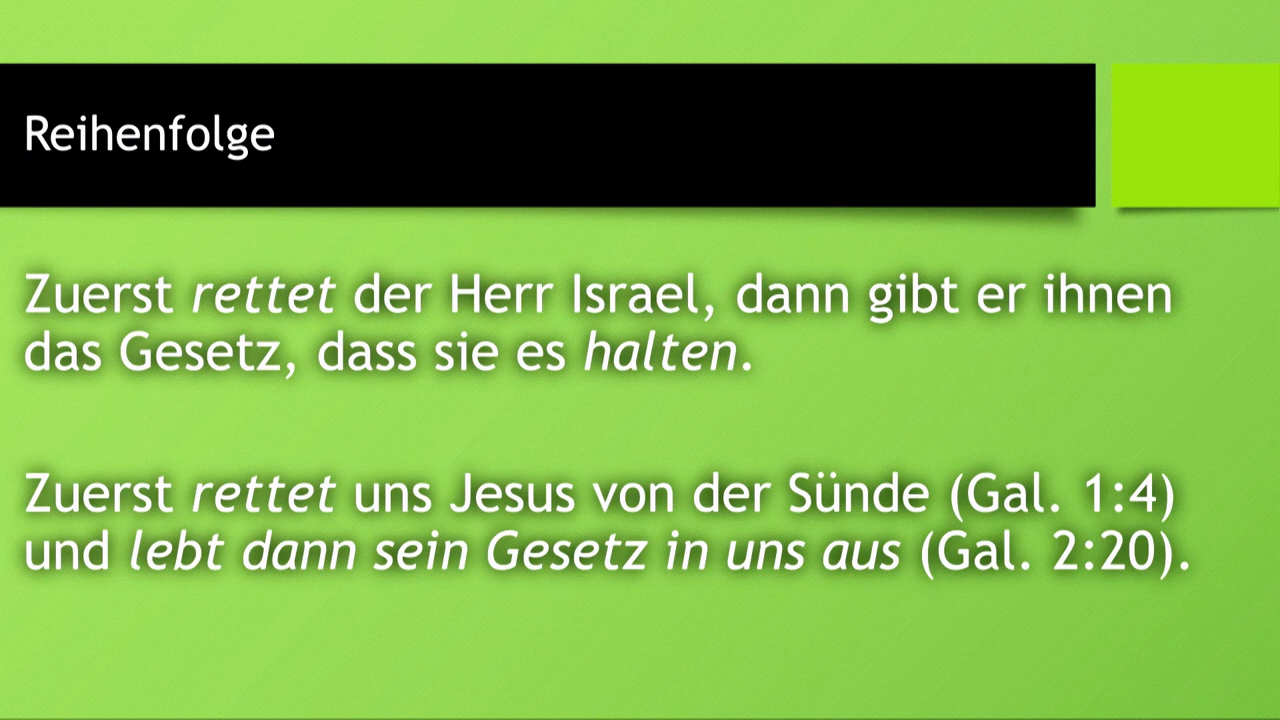 Reihenfolge
Zuerst rettet der Herr Israel, dann gibt er ihnen
das Gesetz, dass sie es halten.
Zuerst rettet uns Jesus von der Sünde (Gal. 1:4)
und lebt dann sein Gesetz in uns aus (Gal. 2:20).